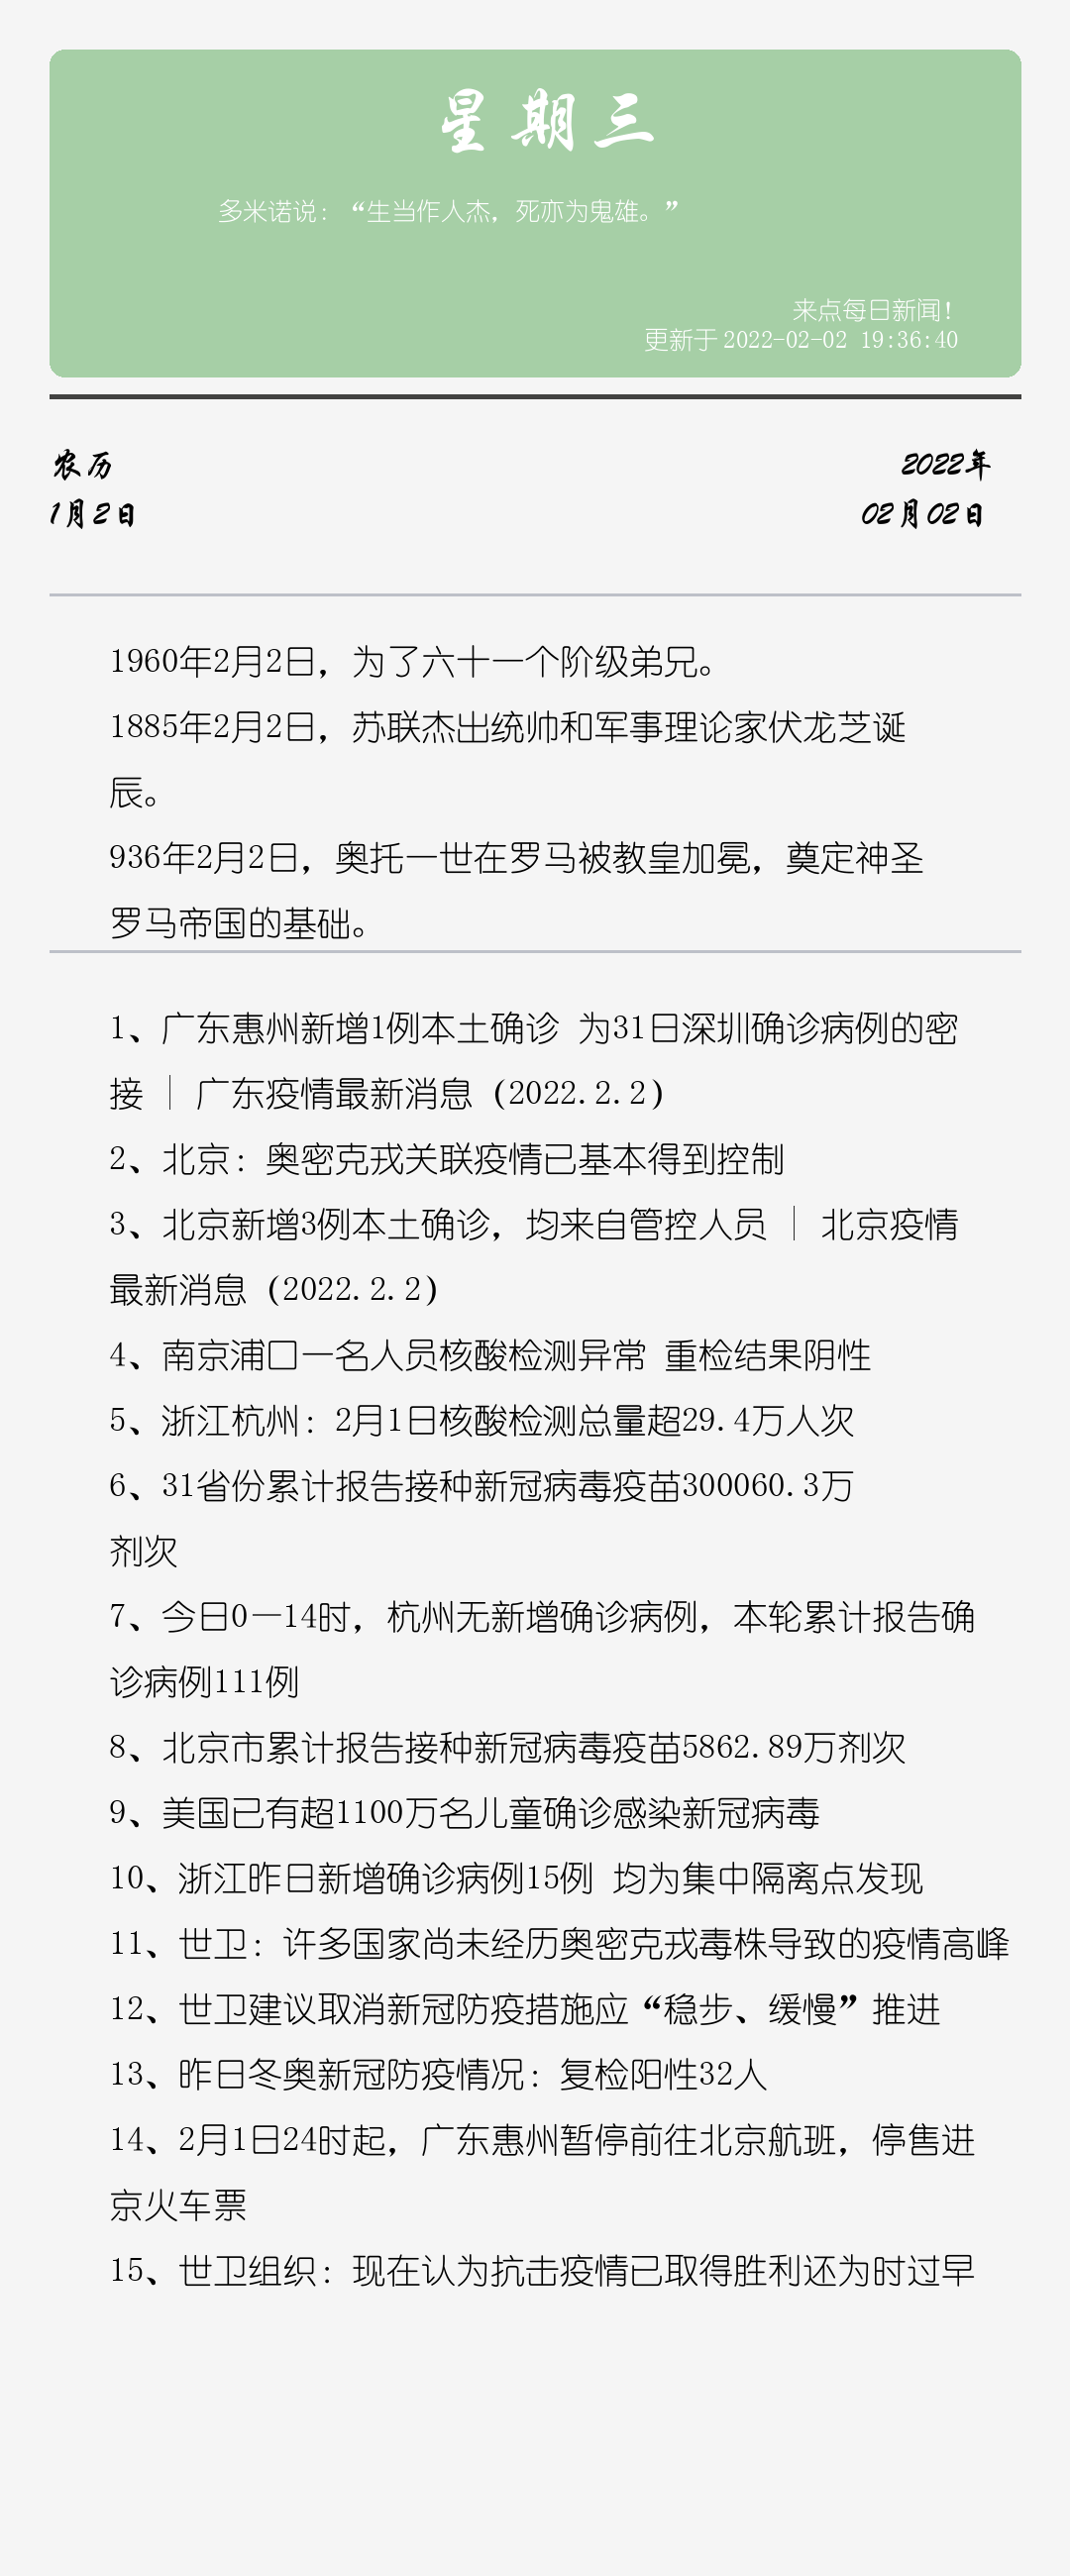 星期三
多米诺说：“生当作人杰，死亦为鬼雄。”
来点每日新闻！
更新于 2022-02-02 19:36:40
农历
2022年
1月2日
02月02日
1960年2月2日，为了六十一个阶级弟兄。
1885年2月2日，苏联杰出统帅和军事理论家伏龙芝诞
辰。
936年2月2日，奥托一世在罗马被教皇加冕，奠定神圣
罗马帝国的基础。
1、广东惠州新增1例本土确诊 为31日深圳确诊病例的密
接 | 广东疫情最新消息（2022.2.2）
2、北京：奥密克戎关联疫情已基本得到控制
3、北京新增3例本土确诊，均来自管控人员 | 北京疫情
最新消息（2022.2.2）
4、南京浦口一名人员核酸检测异常 重检结果阴性
5、浙江杭州：2月1日核酸检测总量超29.4万人次
6、31省份累计报告接种新冠病毒疫苗300060.3万
剂次
7、今日0—14时，杭州无新增确诊病例，本轮累计报告确
诊病例111例
8、北京市累计报告接种新冠病毒疫苗5862.89万剂次
9、美国已有超1100万名儿童确诊感染新冠病毒
10、浙江昨日新增确诊病例15例 均为集中隔离点发现
11、世卫：许多国家尚未经历奥密克戎毒株导致的疫情高峰
12、世卫建议取消新冠防疫措施应“稳步、缓慢”推进
13、昨日冬奥新冠防疫情况：复检阳性32人
14、2月1日24时起，广东惠州暂停前往北京航班，停售进
京火车票
15、世卫组织：现在认为抗击疫情已取得胜利还为时过早